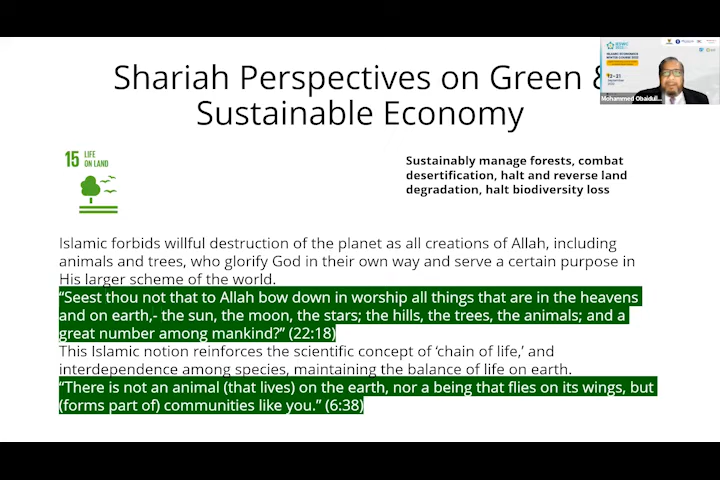 Shariah Perspectives on Green &
Sustainable Economy
Mohammed Obaidull...
15 LIFE
ON LAND
Sustainably manage forests, combat
desertification, halt and reverse land
degradation, halt biodiversity loss
Islamic forbids willful destruction of the planet as all creations of Allah, including
animals and trees, who glorify God in their own way and serve a certain purpose in
His larger scheme of the world.
“Seest thou not that to Allah bow down in worship all things that are in the heavens
and on earth,- the sun, the moon, the stars; the hills, the trees, the animals; and a
great number among mankind?” (22:18)
This Islamic notion reinforces the scientific concept of ‘chain of life,’ and
interdependence among species, maintaining the balance of life on earth.
“There is not an animal (that lives) on the earth, nor a being that flies on its wings, but
(forms part of) communities like you.” (6:38)